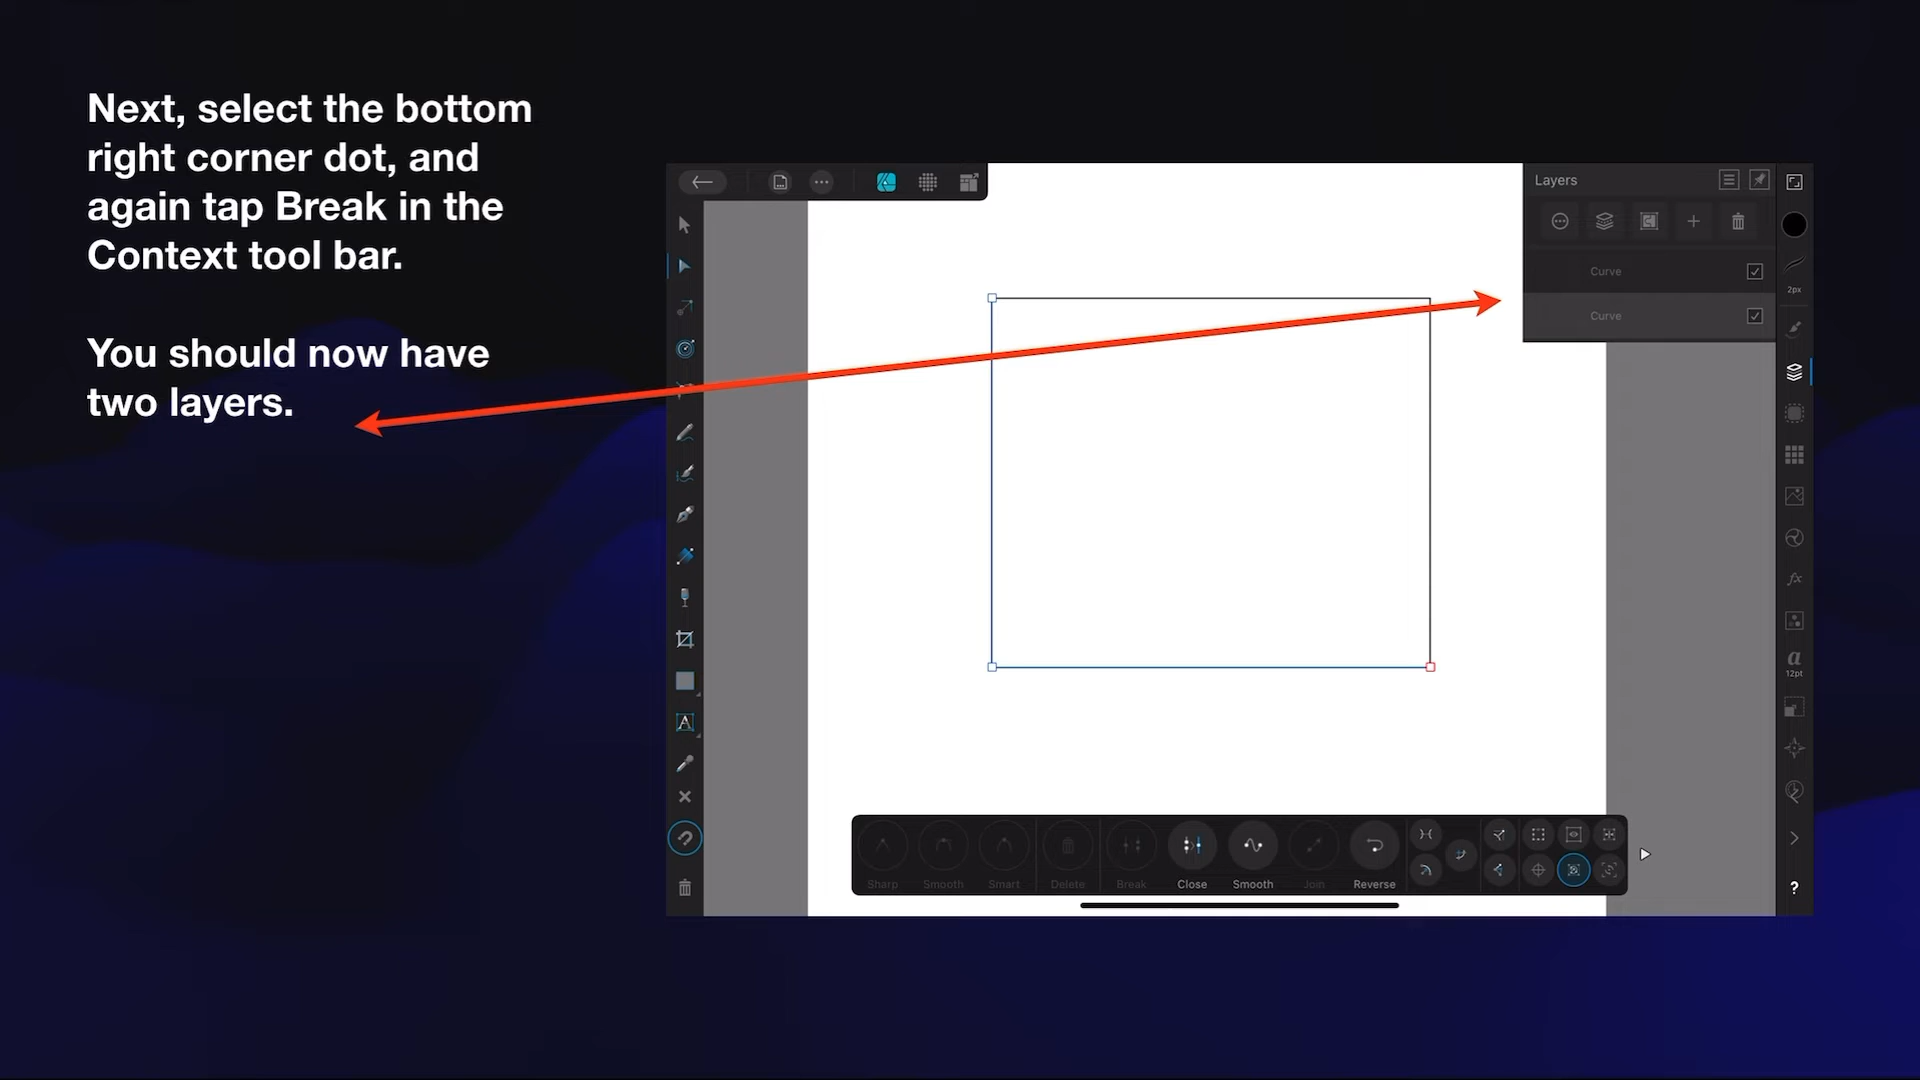 Next, select the bottom
right corner dot, and
again tap Break in the
Context tool bar.
You should now have
two layers.
Layers
Curve
Curve
2px
fx
a
12pt
A
Sharp Smooth Smart Delete Break Close Smooth Join Reverse
?